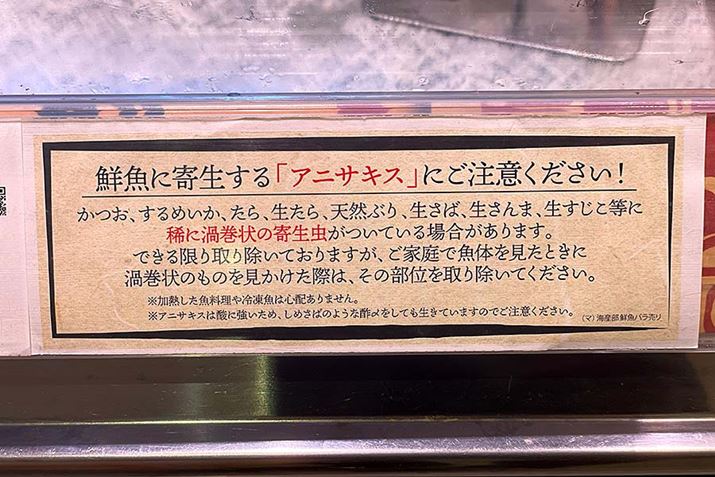 鮮魚に寄生する「アニサキス」にご注意ください！
かつお、するめいか、たら、生たら、天然ぶり、生さば、生さんま、生すじこ等に
稀に渦巻状の寄生虫がついている場合があります。
できる限り取り除いておりますが、ご家庭で魚体を見たときに
渦巻状のものを見かけた際は、その部位を取り除いてください。
※加熱した魚料理や冷凍魚は心配ありません。
※アニサキスは酸に強いため、しめさばのような酢〆をしても生きていますのでご注意ください。
(マ)海産部 鮮魚バラ売り